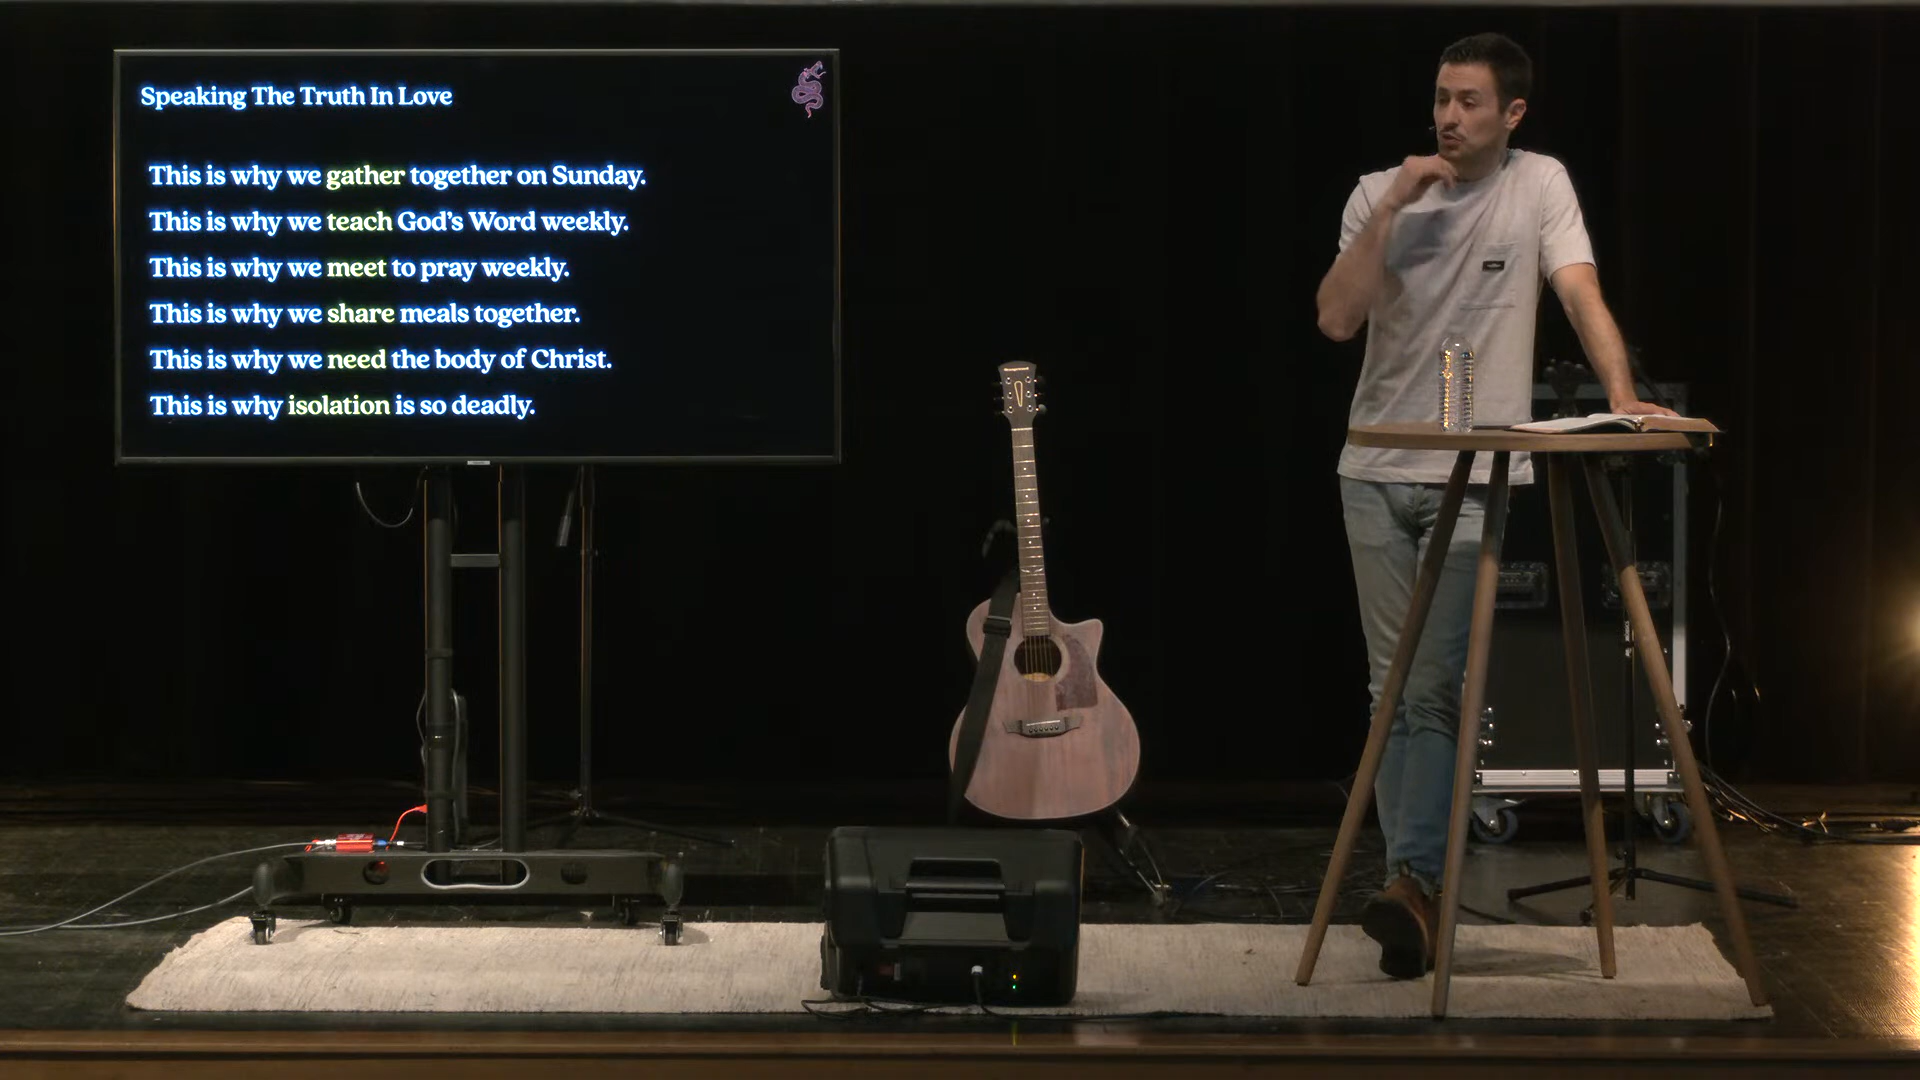 Speaking The Truth In Love
This is why we gather together on Sunday.
This is why we teach God's Word weekly.
This is why we meet to pray weekly.
This is why we share meals together.
This is why we need the body of Christ.
This is why isolation is so deadly.